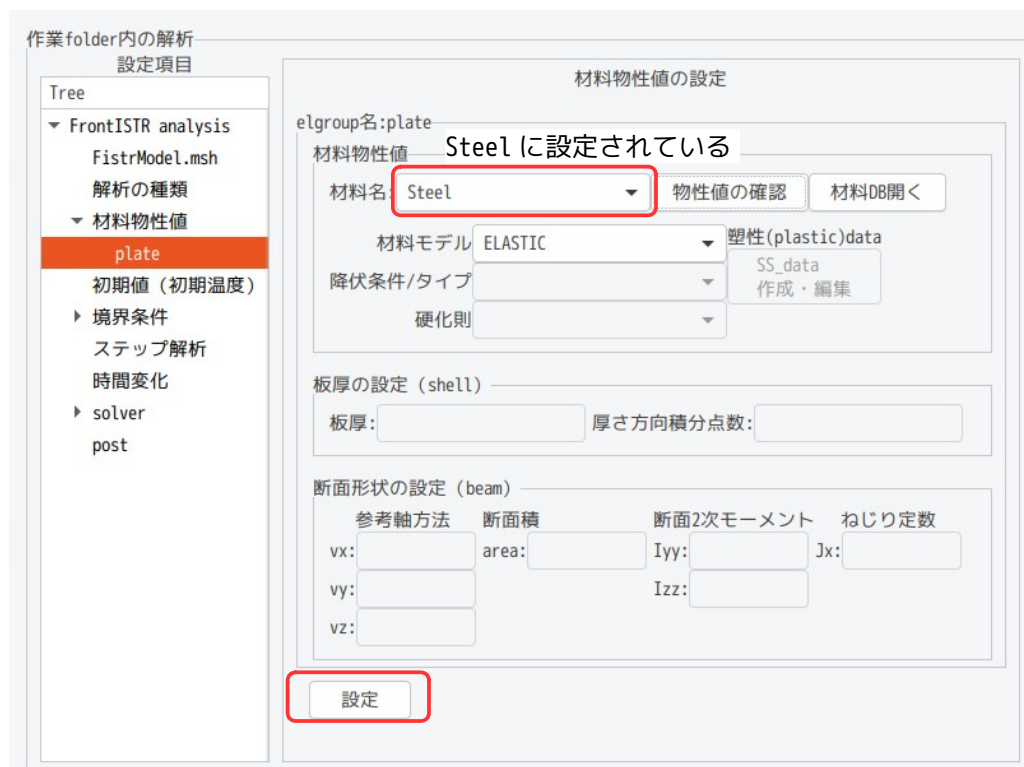 作業folder内の解析
設定項目
Tree
FrontISTR analysis
FistrModel.msh
解析の種類
材料物性値
plate
初期値（初期温度）
境界条件
ステップ解析
時間変化
solver
post
材料物性値の設定
elgroup名:plate
Steelに設定されている
材料物性値
材料名: Steel 物性値の確認 材料DB開く
材料モデル ELASTIC 塑性(plastic)data
降伏条件/タイプ SS_data
作成・編集
硬化則
板厚の設定（shell）
板厚: 厚さ方向積分点数:
断面形状の設定（beam）
参考軸方法 断面積 断面2次モーメント ねじり定数
vx: area: Iyy: Jx:
vy: Izz:
vz:
設定